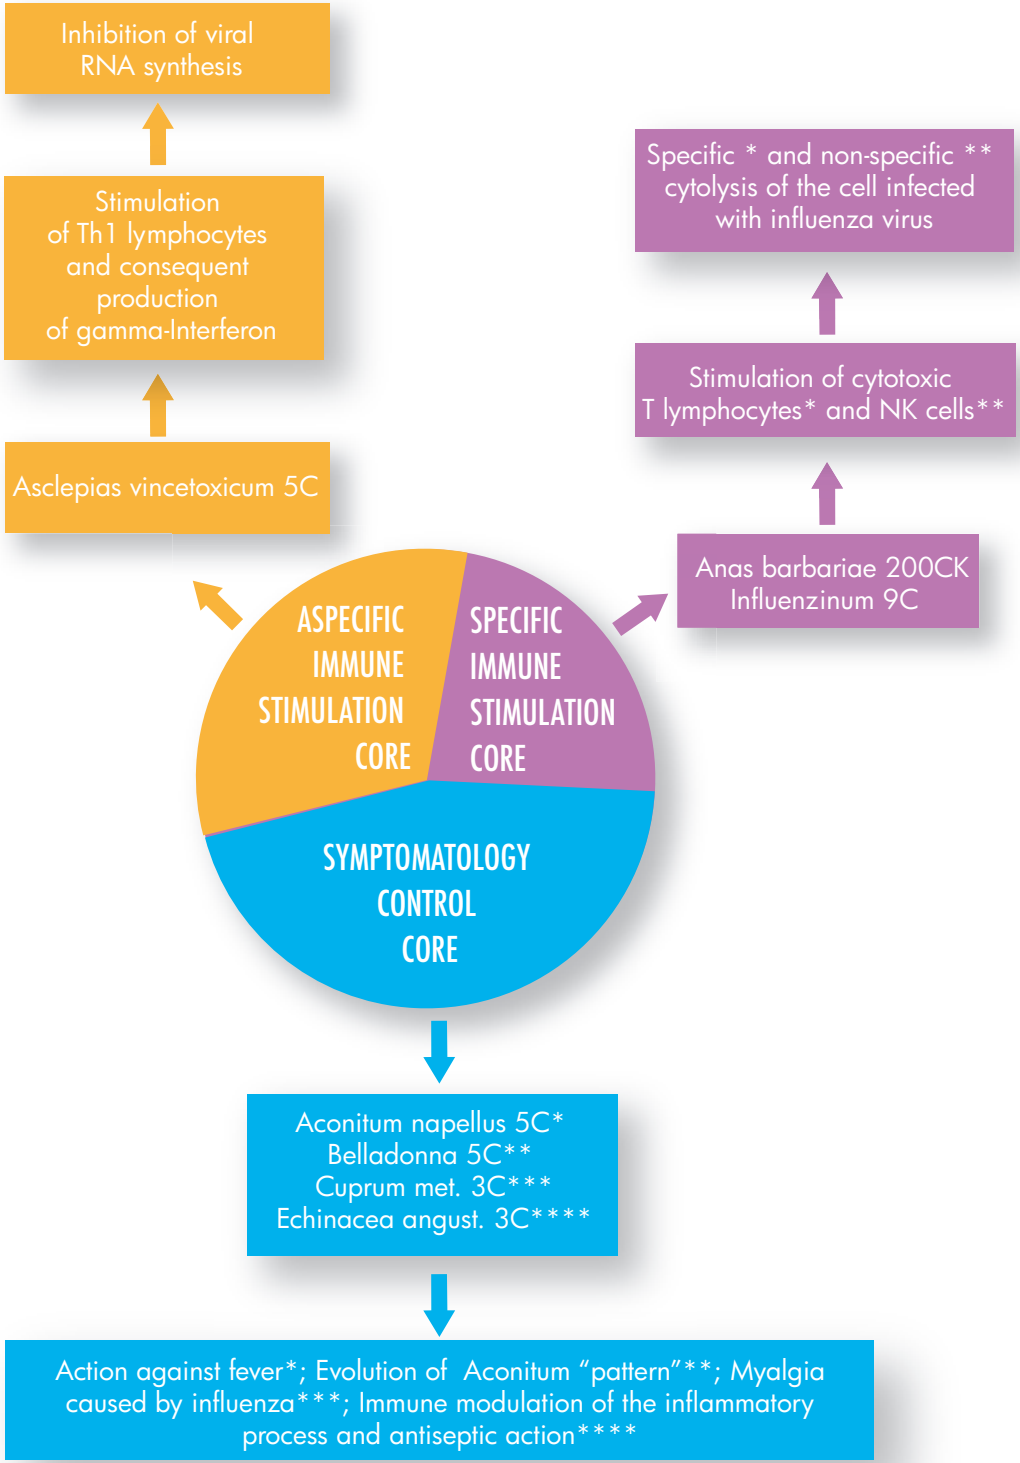 Inhibition of viral
RNA synthesis
Stimulation
of Th1 lymphocytes
and consequent
production
of gamma-Interferon
Asclepias vincetoxicum 5C
Specific * and non-specific **
cytolysis of the cell infected
with influenza virus
Stimulation of cytotoxic
T lymphocytes* and NK cells**
Anas barbariae 200CK
Influenzinum 9C
ASPECIFIC
IMMUNE
STIMULATION
CORE
SPECIFIC
IMMUNE
STIMULATION
CORE
SYMPTOMATOLOGY
CONTROL
CORE
Aconitum napellus 5C*
Belladonna 5C**
Cuprum met. 3C***
Echinacea angust. 3C****
Action against fever*; Evolution of Aconitum “pattern”**; Myalgia
caused by influenza***; Immune modulation of the inflammatory
process and antiseptic action****